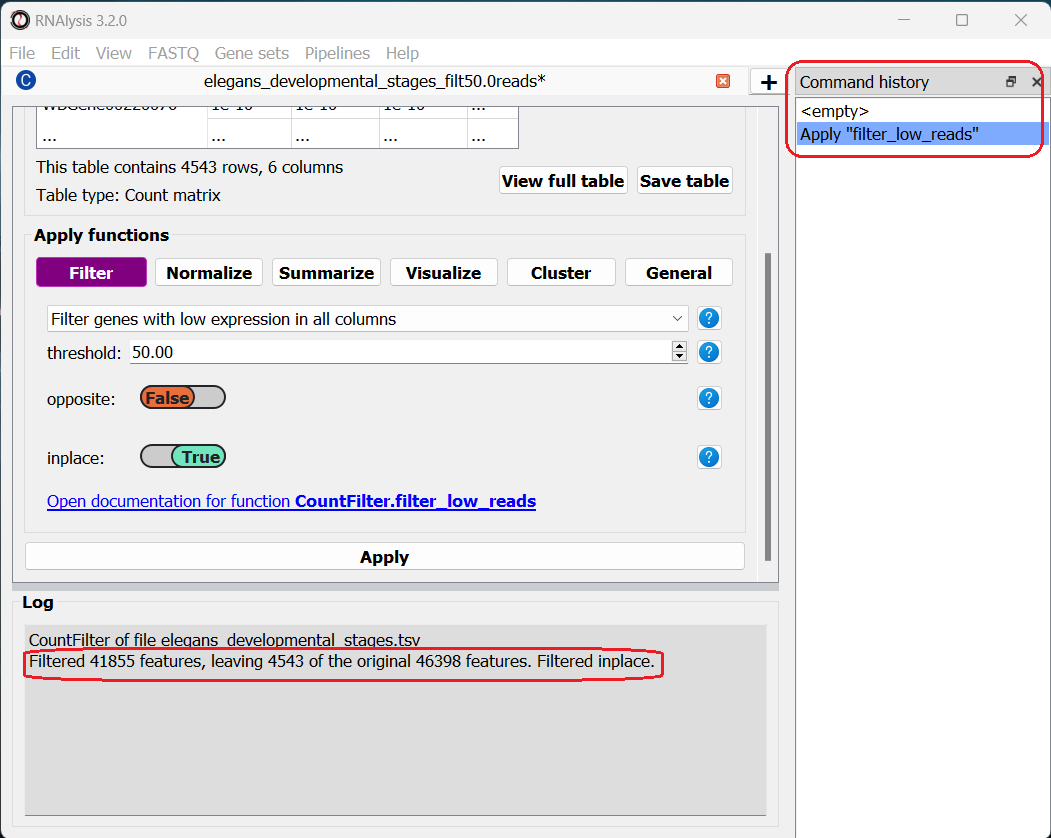 RNAlysis 3.2.0
File Edit View FASTQ Gene sets Pipelines Help
C elegans_developmental_stages_filt50.0reads* +
... ... ... ... ...
This table contains 4543 rows, 6 columns
Table type: Count matrix
View full table Save table
Apply functions
Filter Normalize Summarize Visualize Cluster General
Filter genes with low expression in all columns ?
threshold: 50.00 ?
opposite: False ?
inplace: True ?
Open documentation for function CountFilter.filter_low_reads
Apply
Log
CountFilter of file elegans_developmental_stages.tsv
Filtered 41855 features, leaving 4543 of the original 46398 features. Filtered inplace.
Command history
<empty>
Apply "filter_low_reads"